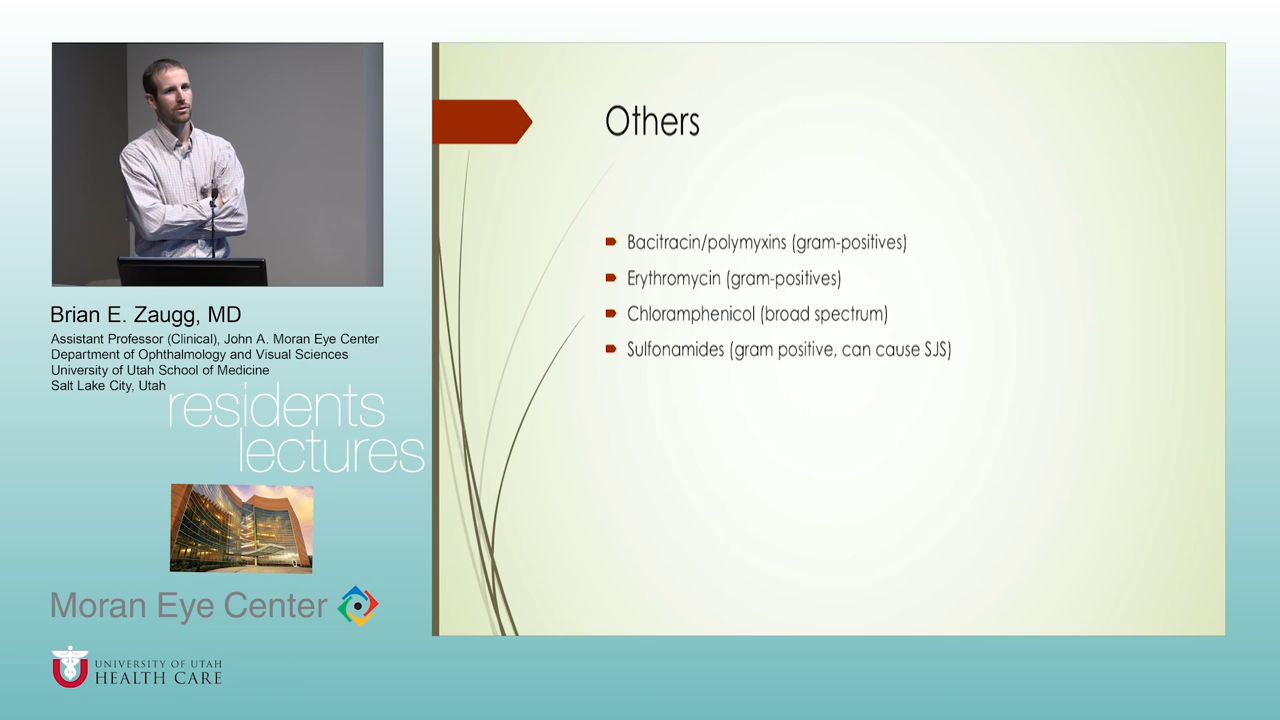 Brian E. Zaugg, MD
Assistant Professor (Clinical), John A. Moran Eye Center
Department of Ophthalmology and Visual Sciences
University of Utah School of Medicine
Salt Lake City, Utah
residents
lectures
Moran Eye Center
UNIVERSITY OF UTAH
HEALTH CARE
Others
Bacitracin/polymyxins (gram-positives)
Erythromycin (gram-positives)
Chloramphenicol (broad spectrum)
Sulfonamides (gram positive, can cause SJS)